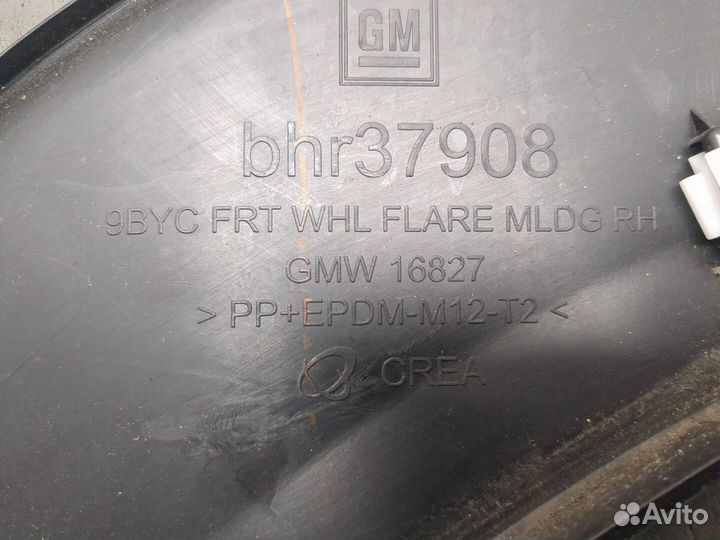 GM
bhr37908
9BYC FRT WHL FLARE MLDG RH
GMW 16827
> PP+EPDM-M12-T2 <
CREA
Avito